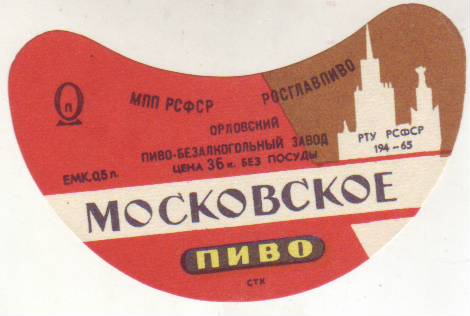 п
МПП РСФСР РОСГЛАВПИВО
ОРЛОВСКИЙ
ПИВО-БЕЗАЛКОГОЛЬНЫЙ ЗАВОД
ЦЕНА 36 к. БЕЗ ПОСУДЫ
РТУ РСФСР
194-65
ЕМК. 0,5 л.
МОСКОВСКОЕ
ПИВО
СТК